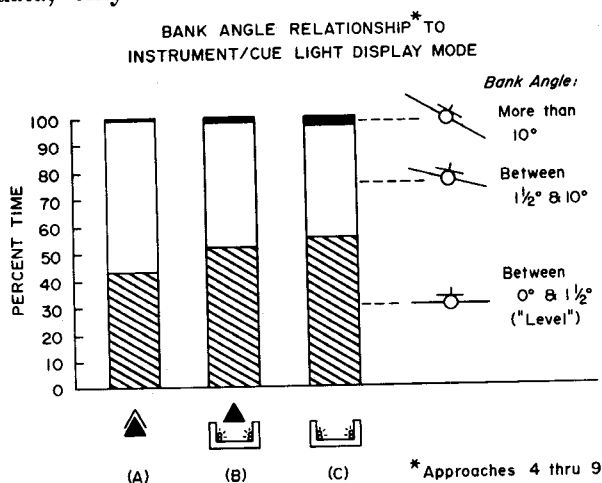 BANK ANGLE RELATIONSHIP* TO
INSTRUMENT/CUE LIGHT DISPLAY MODE
Bank Angle:
More than
10°
Between
1½° & 10°
Between
0° & 1½°
("Level")
PERCENT TIME
100
90
80
70
60
50
40
30
20
10
0
(A)
(B)
(C)
*Approaches 4 thru 9